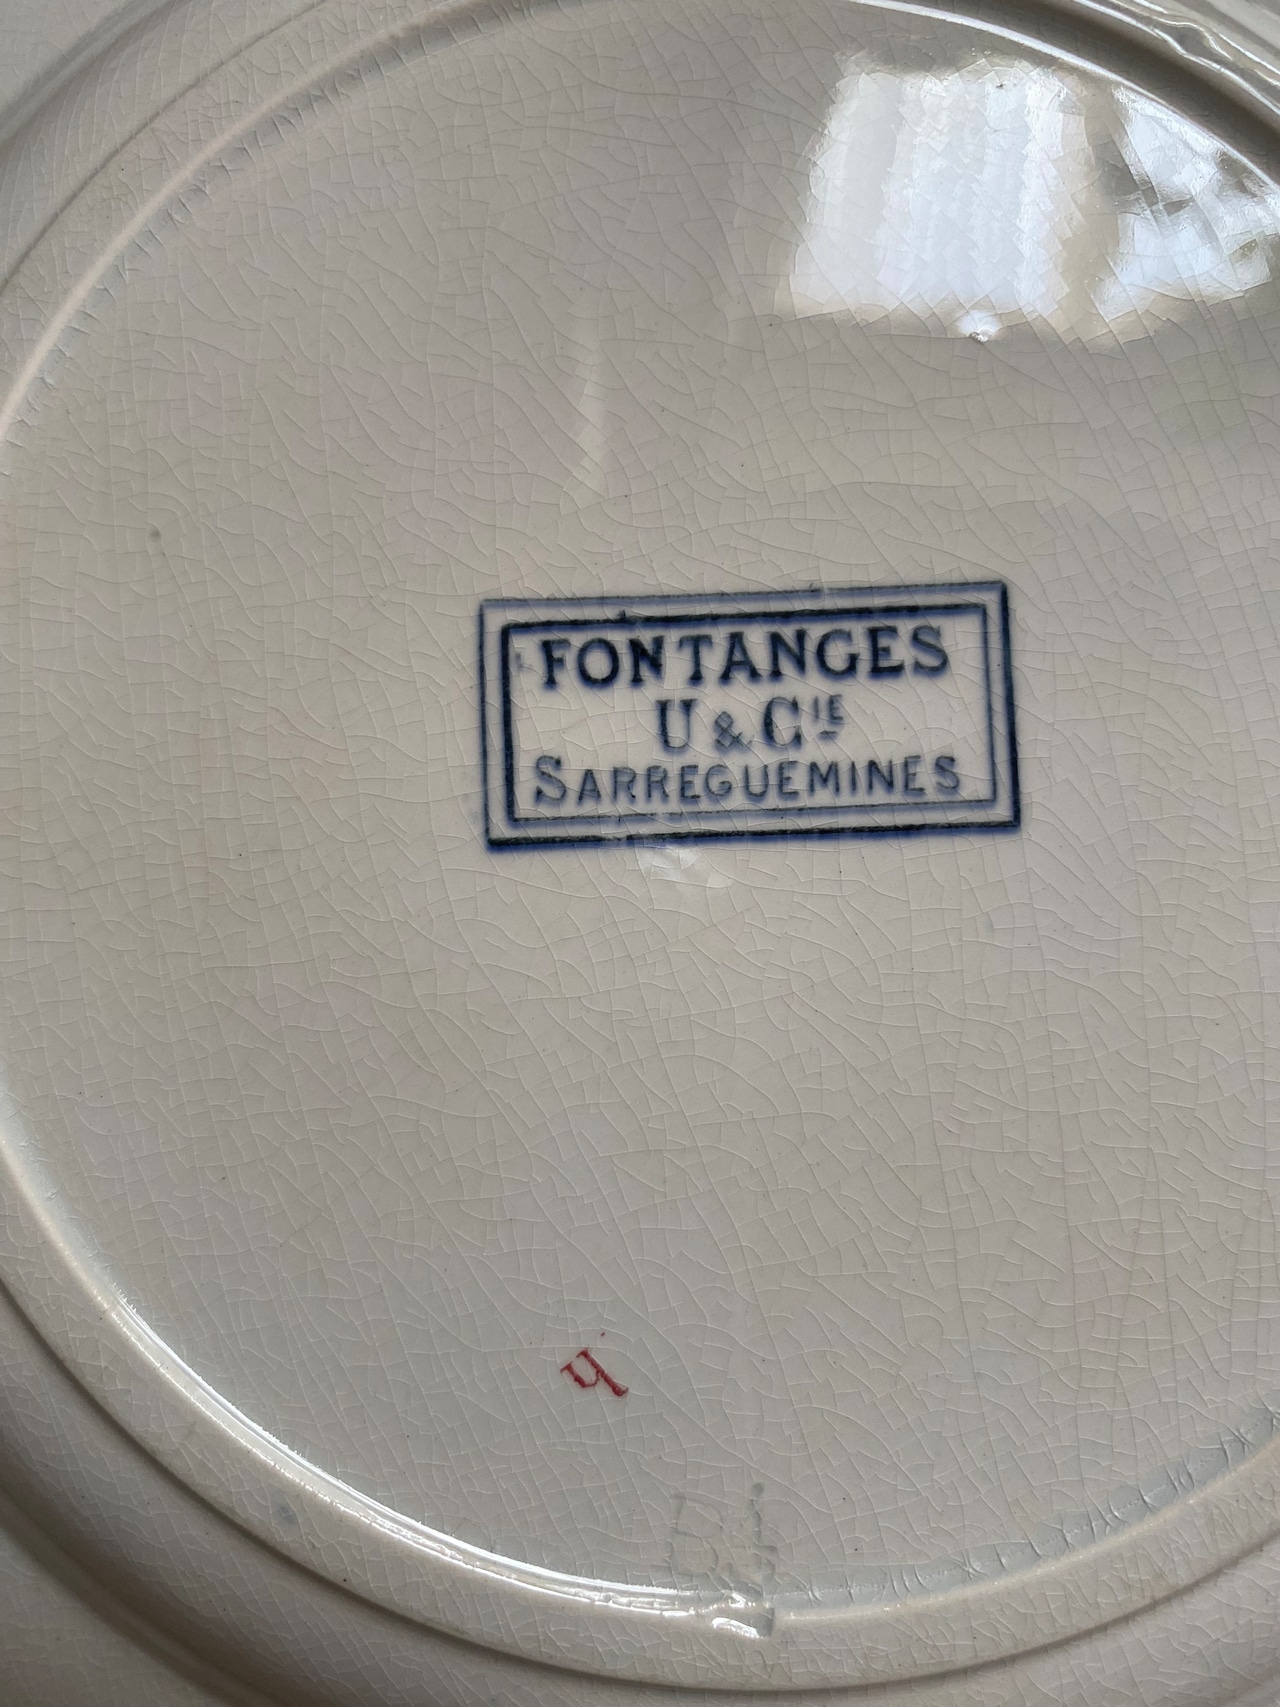 FONTANGES
U & CIE
SARREGUEMINES